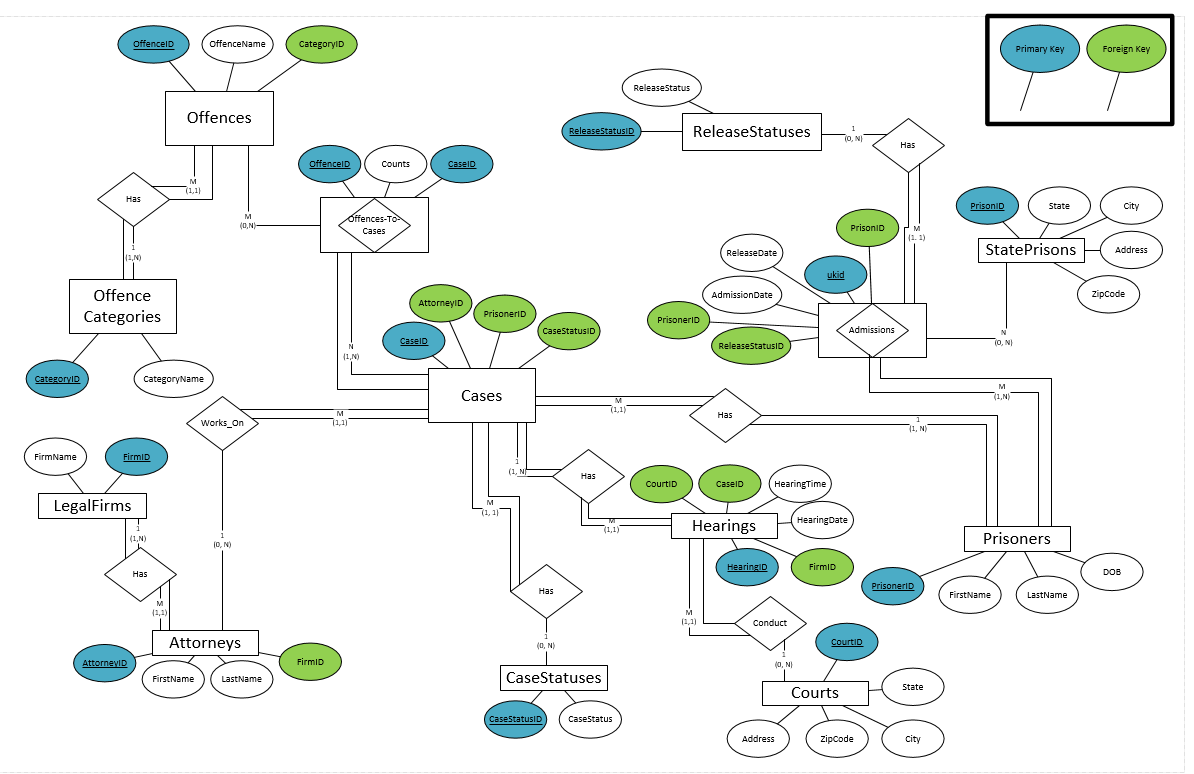 OffenceID
OffenceName
CategoryID
Primary Key
Foreign Key
Offences
ReleaseStatus
ReleaseStatusID
ReleaseStatuses
1
(0, N)
Has
OffenceID
Counts
CaseID
M
(1,1)
Has
M
(0,N)
Offences-To-
Cases
PrisonID
State
City
PrisonID
M
(1, 1)
StatePrisons
Address
ReleaseDate
1
(1,N)
ukid
AdmissionDate
ZipCode
Offence
Categories
AttorneyID
PrisonerID
CaseStatusID
PrisonerID
Admissions
ReleaseStatusID
N
(0, N)
CaseID
N
(1,N)
CategoryID
CategoryName
Cases
M
(1,N)
Works_On
M
(1,1)
M
(1,1)
Has
1
(1, N)
FirmName
FirmID
1
(1, N)
Has
CourtID
CaseID
HearingTime
LegalFirms
M
(1, 1)
M
(1,1)
Hearings
HearingDate
1
(1,N)
1
(0, N)
Prisoners
Has
HearingID
FirmID
PrisonerID
FirstName
LastName
DOB
Has
M
(1,1)
M
(1,1)
Conduct
Attorneys
1
(0, N)
1
(0, N)
CourtID
AttorneyID
FirstName
LastName
FirmID
CaseStatuses
Courts
State
CaseStatusID
CaseStatus
Address
ZipCode
City